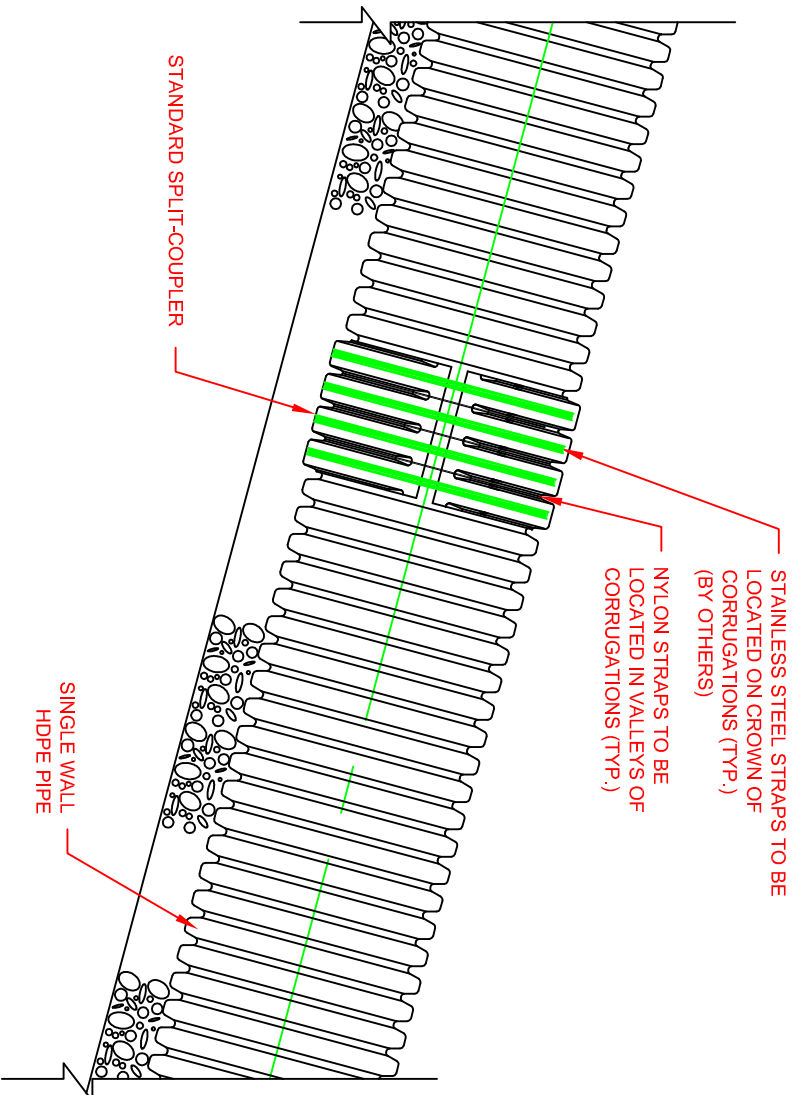 STAINLESS STEEL STRAPS TO BE
LOCATED ON CROWN OF
CORRUGATIONS (TYP.)
(BY OTHERS)
NYLON STRAPS TO BE
LOCATED IN VALLEYS OF
CORRUGATIONS (TYP.)
STANDARD SPLIT-COUPLER
SINGLE WALL
HDPE PIPE